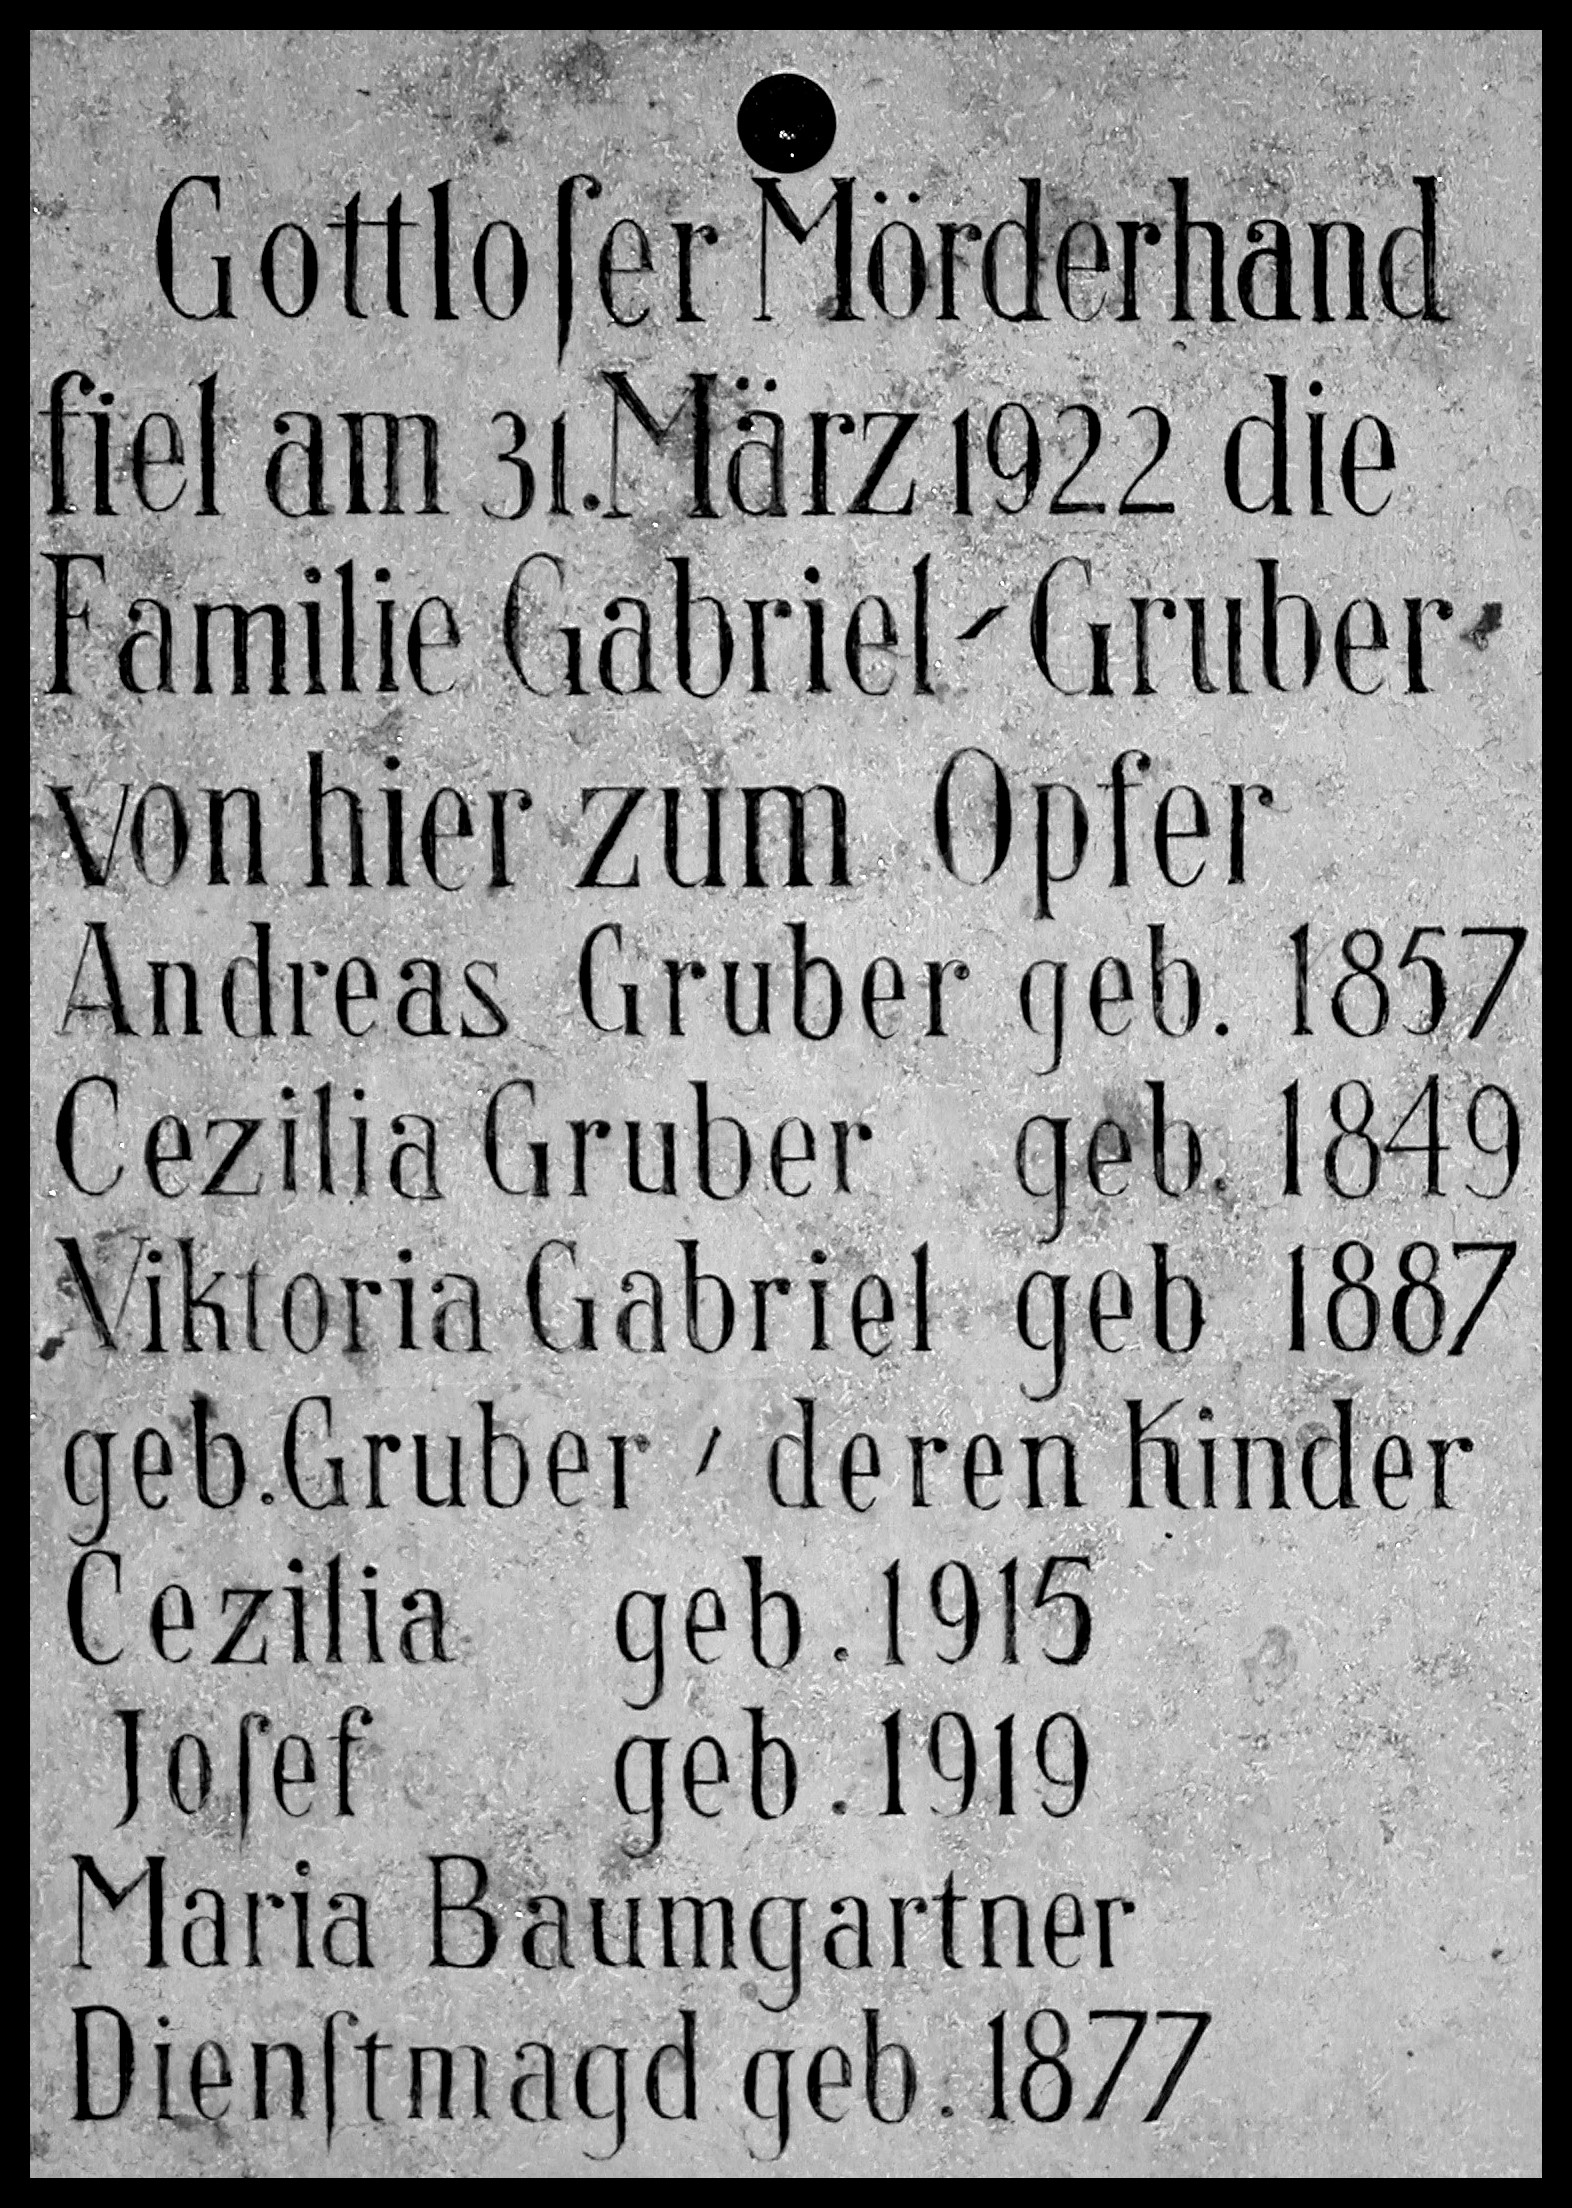 Gottloſer Mörderhand
fiel am 31. März 1922 die
Familie Gabriel-Gruber-
von hier zum Opfer
Andreas Gruber geb. 1857
Cezilia Gruber geb. 1849
Viktoria Gabriel geb 1887
geb. Gruber, deren Kinder
Cezilia geb. 1915
Joſef geb. 1919
Maria Baumgartner
Dienſtmagd geb. 1877